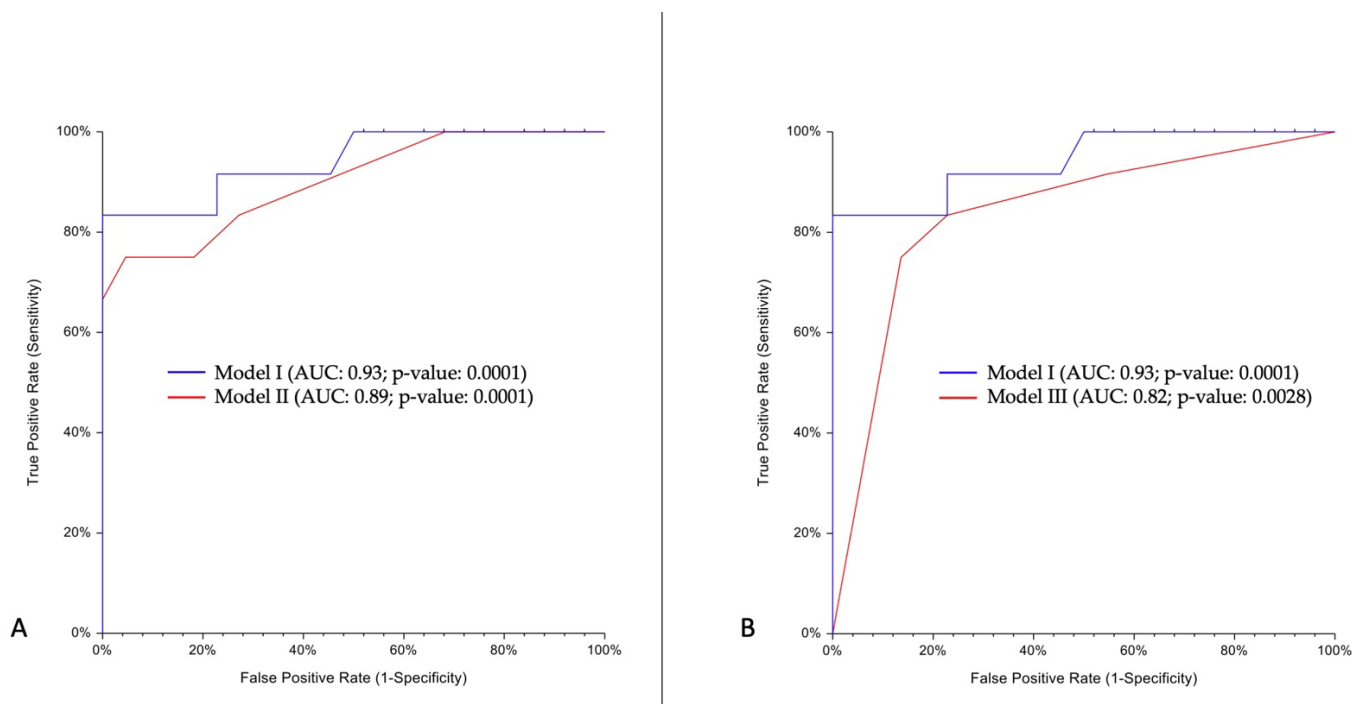 100%
80%
60%
40%
20%
0%
True Positive Rate (Sensitivity)
Model I (AUC: 0.93; p-value: 0.0001)
Model II (AUC: 0.89; p-value: 0.0001)
A
0% 20% 40% 60% 80% 100%
False Positive Rate (1-Specificity)
100%
80%
60%
40%
20%
0%
True Positive Rate (Sensitivity)
Model I (AUC: 0.93; p-value: 0.0001)
Model III (AUC: 0.82; p-value: 0.0028)
B
0% 20% 40% 60% 80% 100%
False Positive Rate (1-Specificity)